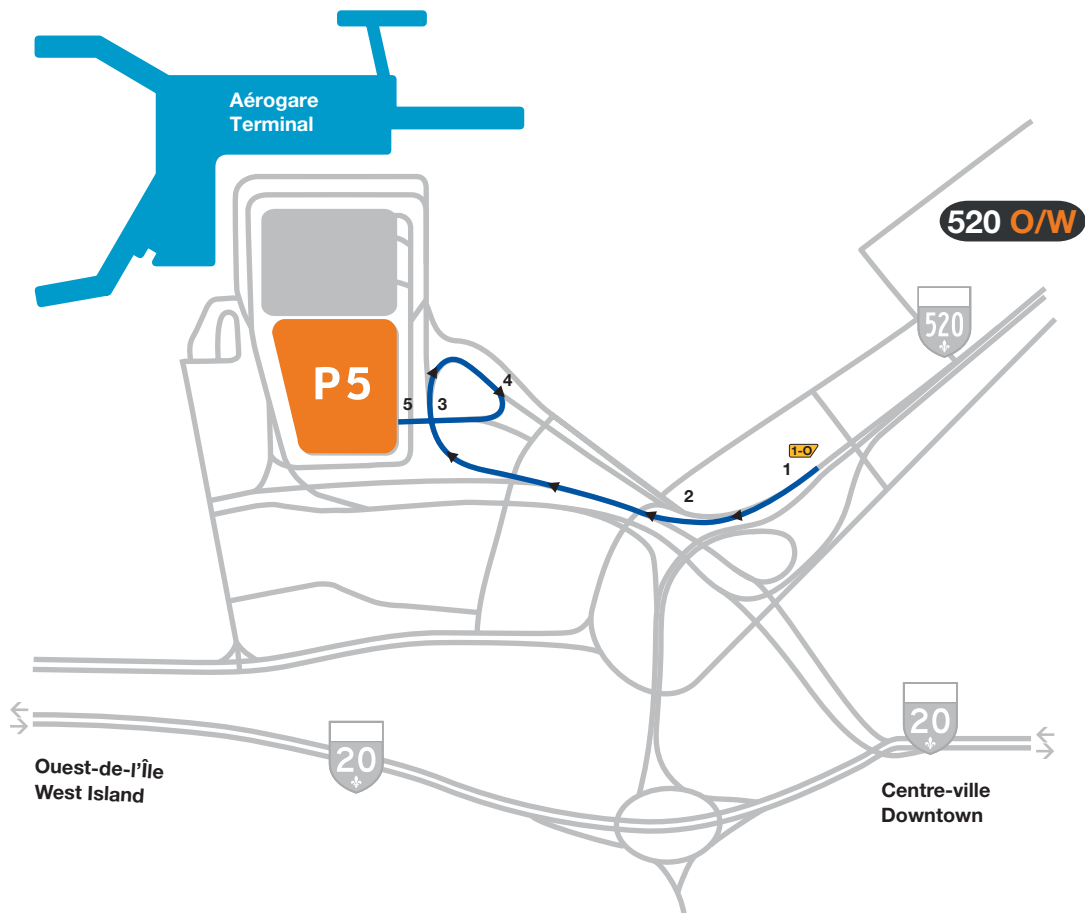 Aérogare
Terminal
520 O/W
520
P5
5
3
4
1-O
1
2
20
20
Ouest-de-l'Île
West Island
Centre-ville
Downtown